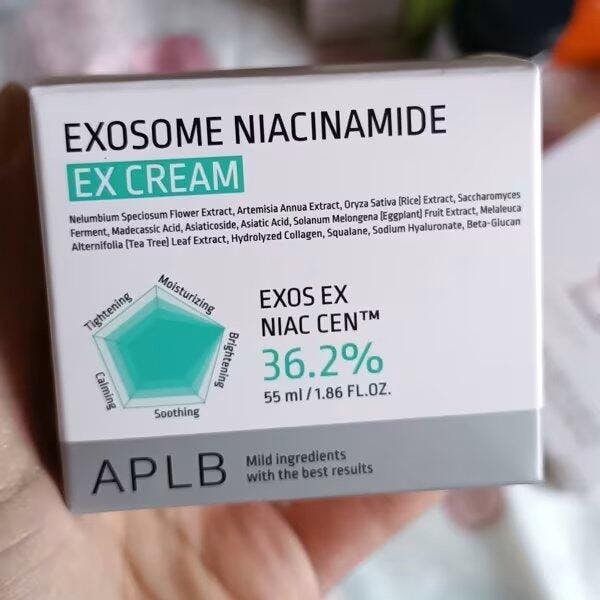 EXOSOME NIACINAMIDE
EX CREAM
Nelumbium Speciosum Flower Extract, Artemisia Annua Extract, Oryza Sativa (Rice) Extract, Saccharomyces
Ferment, Madecassic Acid, Asiaticoside, Asiatic Acid, Solanum Melongena (Eggplant) Fruit Extract, Melaleuca
Alternifolia (Tea Tree) Leaf Extract, Hydrolyzed Collagen, Squalane, Sodium Hyaluronate, Beta-Glucan
Tightening
Moisturizing
Brightening
Soothing
Calming
EXOS EX
NIAC CEN™
36.2%
55 ml / 1.86 FL.OZ.
APLB
Mild ingredients
with the best results